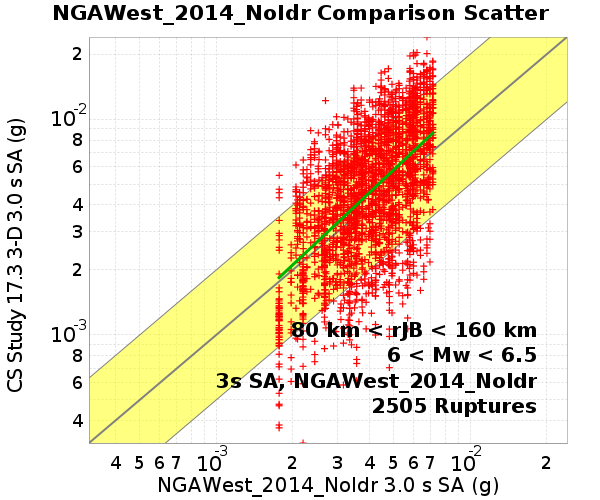 NGAWest_2014_NoIdr Comparison Scatter
CS Study 17.3 3-D 3.0 s SA (g)
2
10-2
8
6
4
3
2
10-3
8
6
4
80 km < rJB < 160 km
6 < Mw < 6.5
3s SA, NGAWest_2014_NoIdr
2505 Ruptures
4 5 6 7 10-3 2 3 4 5 6 7 10-2 2
NGAWest_2014_NoIdr 3.0 s SA (g)